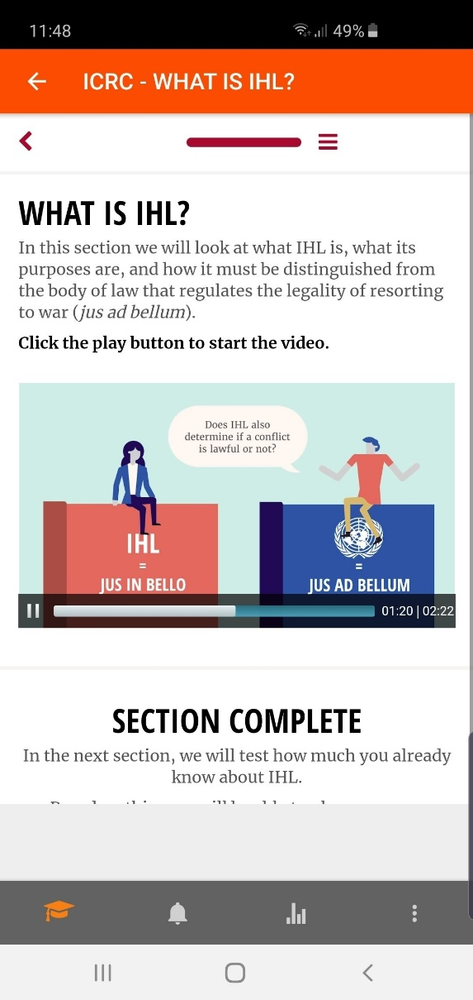 11:48
49%
ICRC - WHAT IS IHL?
WHAT IS IHL?
In this section we will look at what IHL is, what its
purposes are, and how it must be distinguished from
the body of law that regulates the legality of resorting
to war (jus ad bellum).
Click the play button to start the video.
Does IHL also
determine if a conflict
is lawful or not?
IHL
=
JUS IN BELLO
=
JUS AD BELLUM
01:20 | 02:22
SECTION COMPLETE
In the next section, we will test how much you already
know about IHL.